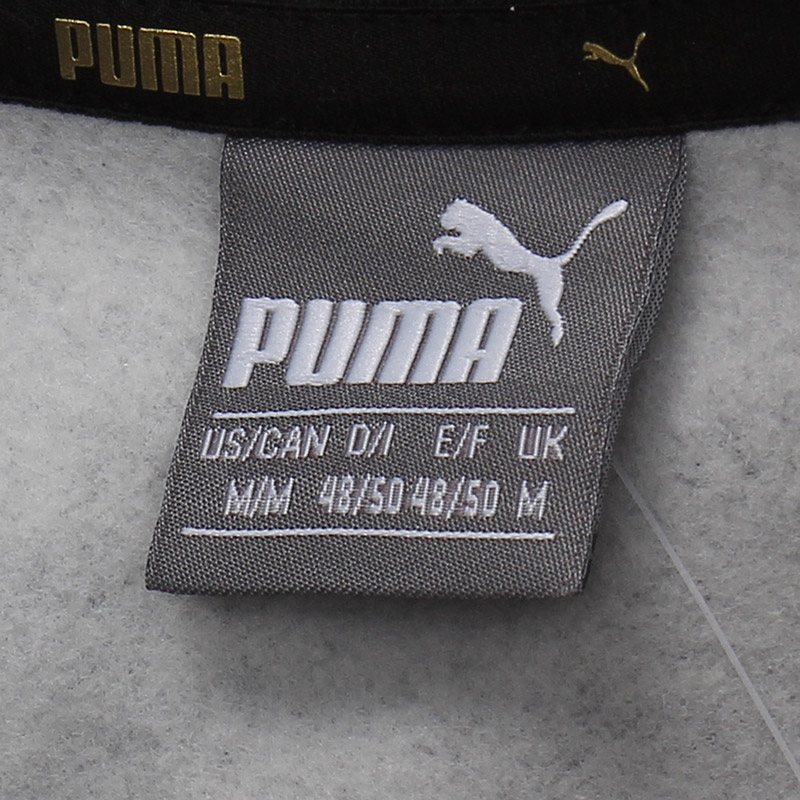 PUMA
PUMA
US/CAN D/I E/F UK
M/M 48/50 48/50 M